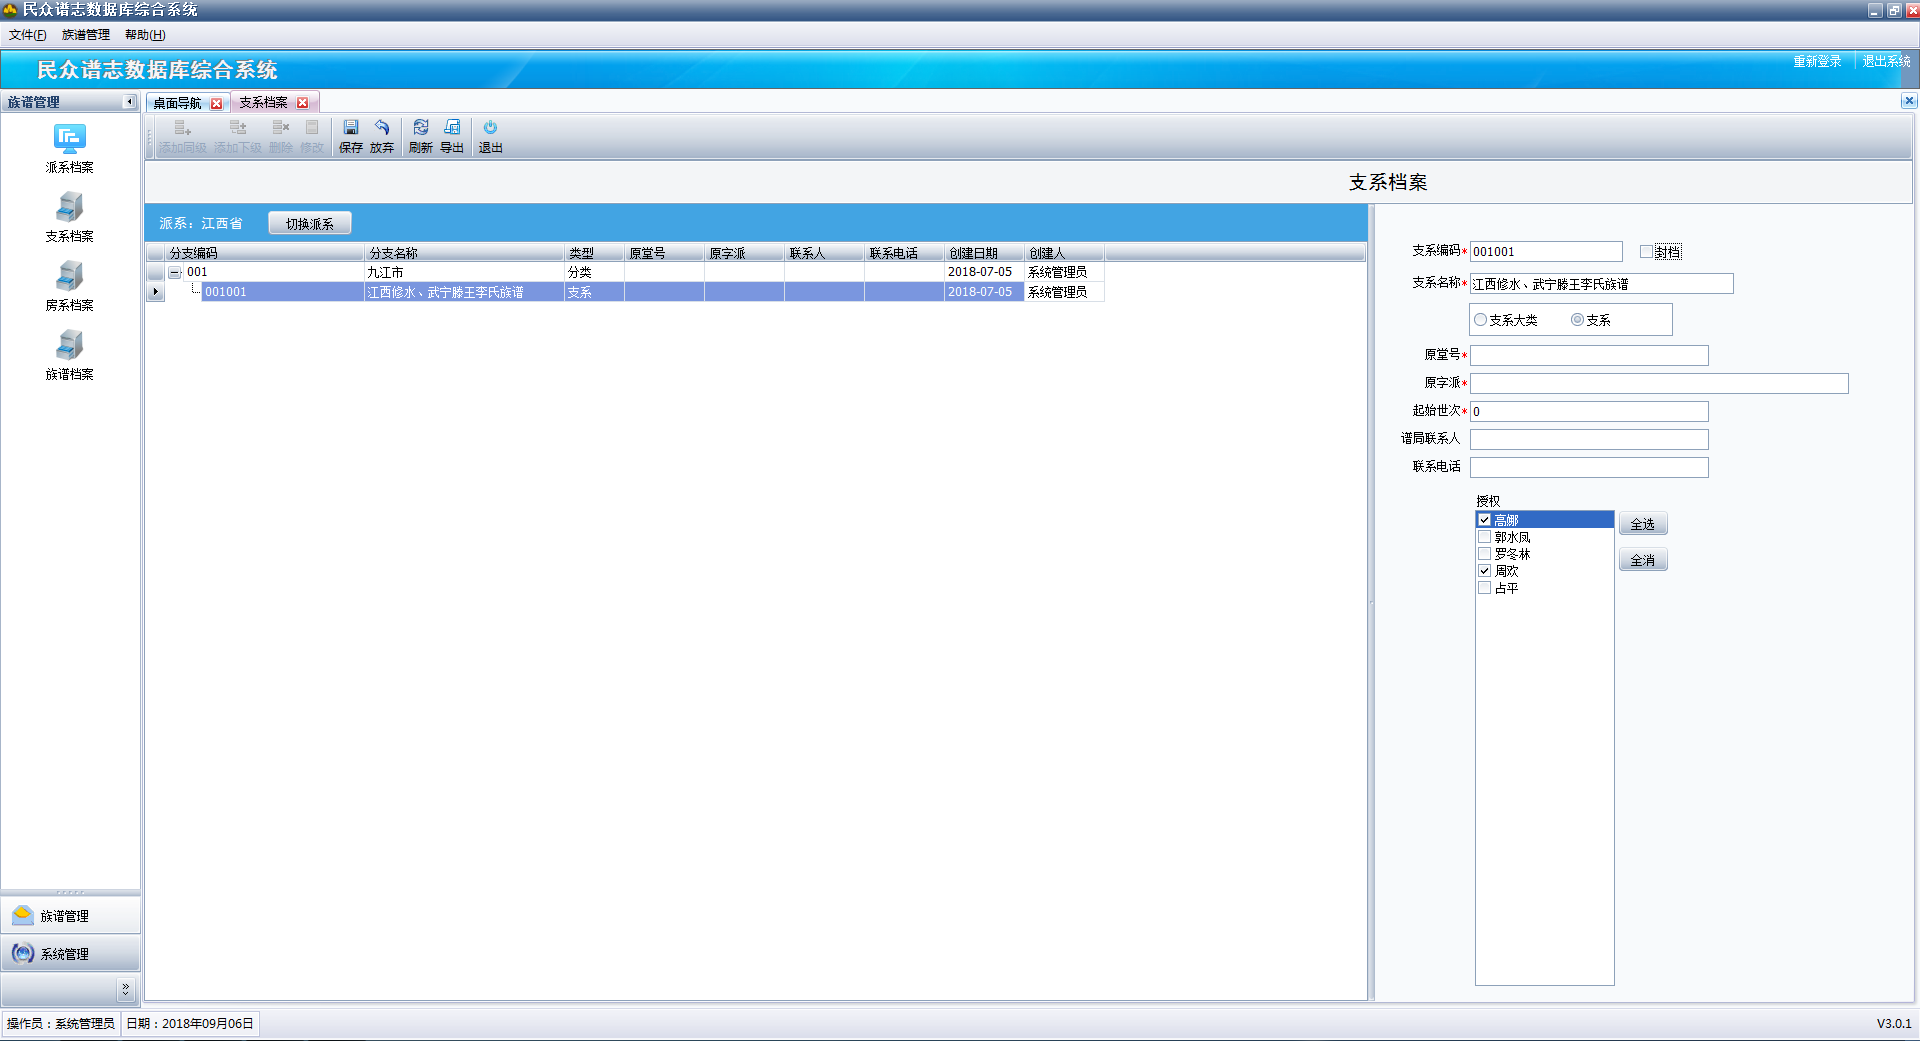 民众谱志数据库综合系统
文件(F) 族谱管理 帮助(H)
民众谱志数据库综合系统
重新登录 退出系统
族谱管理 桌面导航 支系档案
添加同级 添加下级 删除 修改 保存 放弃 刷新 导出 退出
派系档案
支系档案
房系档案
族谱档案
支系档案
派系：江西省 切换派系
分支编码 分支名称 类型 原堂号 原字派 联系人 联系电话 创建日期 创建人
001 九江市 分类 2018-07-05 系统管理员
001001 江西修水、武宁滕王李氏族谱 支系 2018-07-05 系统管理员
支系编码* 001001 封档
支系名称* 江西修水、武宁滕王李氏族谱
支系大类 支系
原堂号*
原字派*
起始世次* 0
谱局联系人
联系电话
授权
高娜
郭水凤
罗冬林
周欢
占平
全选
全消
族谱管理
系统管理
操作员：系统管理员 日期：2018年09月06日 V3.0.1